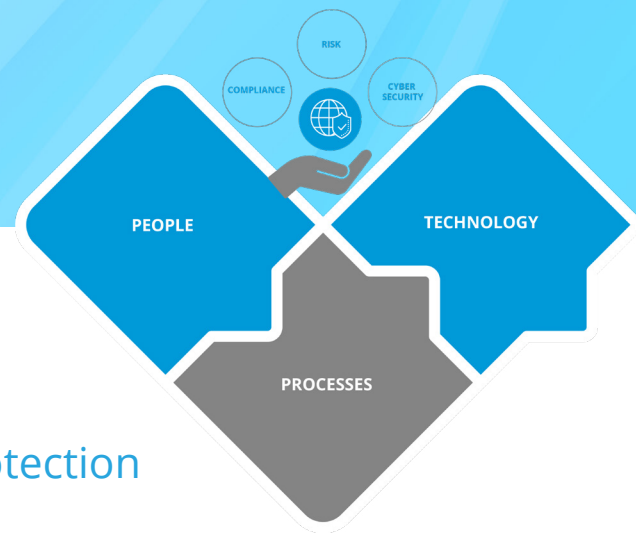 RISK
COMPLIANCE
CYBER
SECURITY
PEOPLE
TECHNOLOGY
PROCESSES
otection